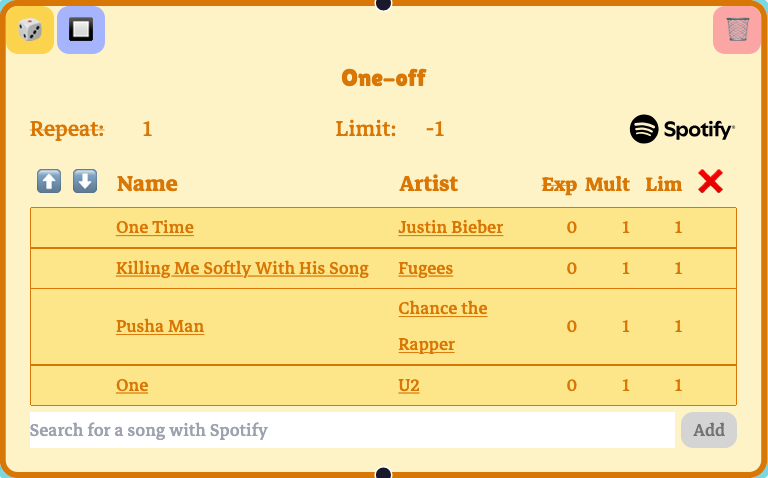 One-off
Repeat: 1 Limit: -1 Spotify
Name Artist Exp Mult Lim
One Time Justin Bieber 0 1 1
Killing Me Softly With His Song Fugees 0 1 1
Pusha Man Chance the Rapper 0 1 1
One U2 0 1 1
Search for a song with Spotify Add